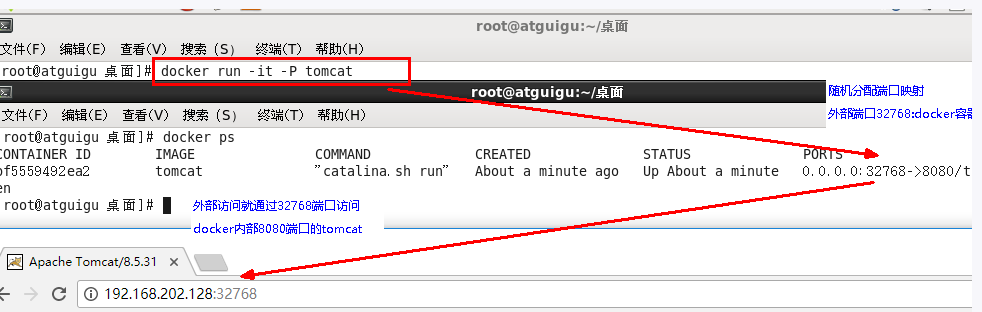 root@atguigu:~/桌面
文件(F) 编辑(E) 查看(V) 搜索 (S) 终端(T) 帮助(H)
root@atguigu 桌面]# docker run -it -P tomcat
root@atguigu:~/桌面
随机分配端口映射
文件(F) 编辑(E) 查看(V) 搜索 (S) 终端(T) 帮助(H)
外部端口32768:docker容器
root@atguigu 桌面]# docker ps
CONTAINER ID IMAGE COMMAND CREATED STATUS PORTS
bf5559492ea2 tomcat "catalina.sh run" About a minute ago Up About a minute 0.0.0.0:32768->8080/t
en
root@atguigu 桌面]#
外部访问就通过32768端口访问
docker内部8080端口的tomcat
Apache Tomcat/8.5.31
192.168.202.128:32768